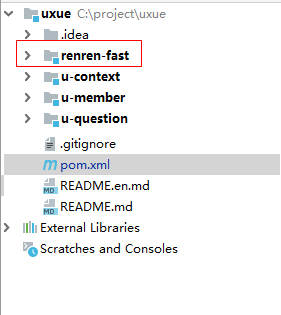 uxue C:\project\uxue
.idea
renren-fast
u-context
u-member
u-question
.gitignore
m pom.xml
MD README.en.md
MD README.md
External Libraries
Scratches and Consoles